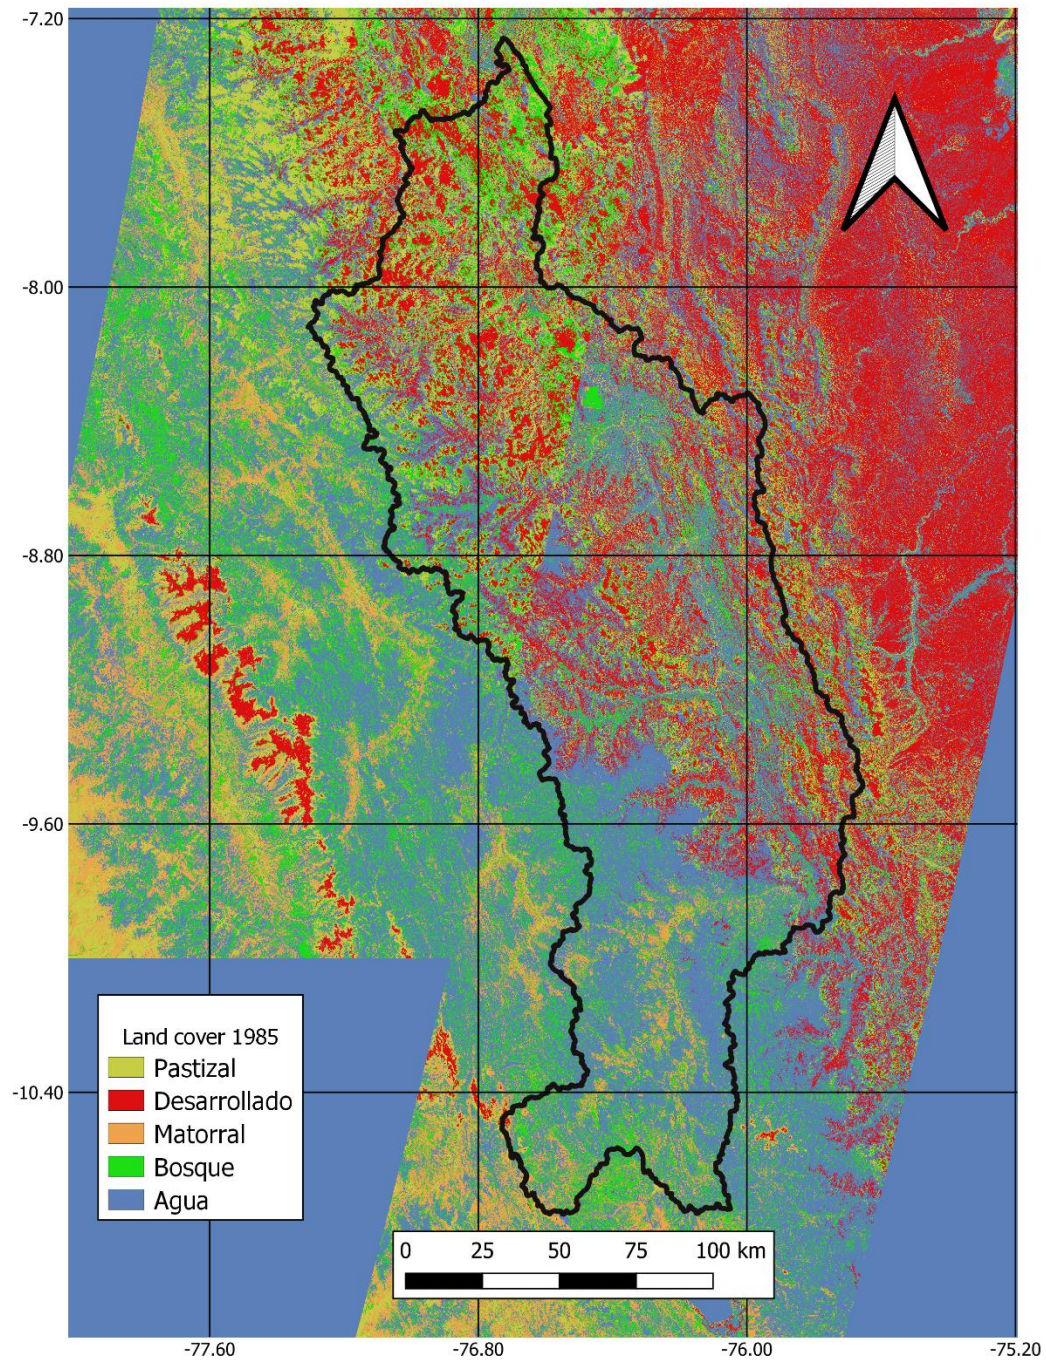 -7.20
-8.00
-8.80
-9.60
-10.40
Land cover 1985
Pastizal
Desarrollado
Matorral
Bosque
Agua
0 25 50 75 100 km
-77.60 -76.80 -76.00 -75.20